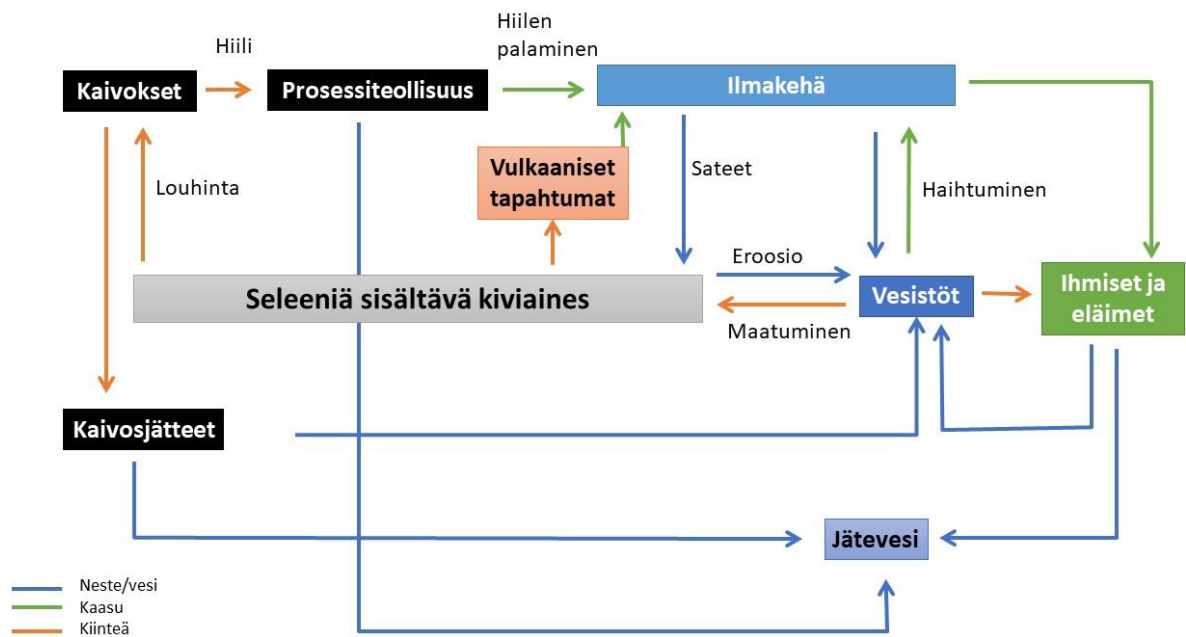 Hiili
Hiilen
palaminen
Kaivokset
Prosessiteollisuus
Ilmakehä
Louhinta
Vulkaaniset
tapahtumat
Sateet
Haihtuminen
Eroosio
Seleeniä sisältävä kiviaines
Vesistöt
Ihmiset ja
eläimet
Maatuminen
Kaivosjätteet
Jätevesi
Neste/vesi
Kaasu
Kiinteä